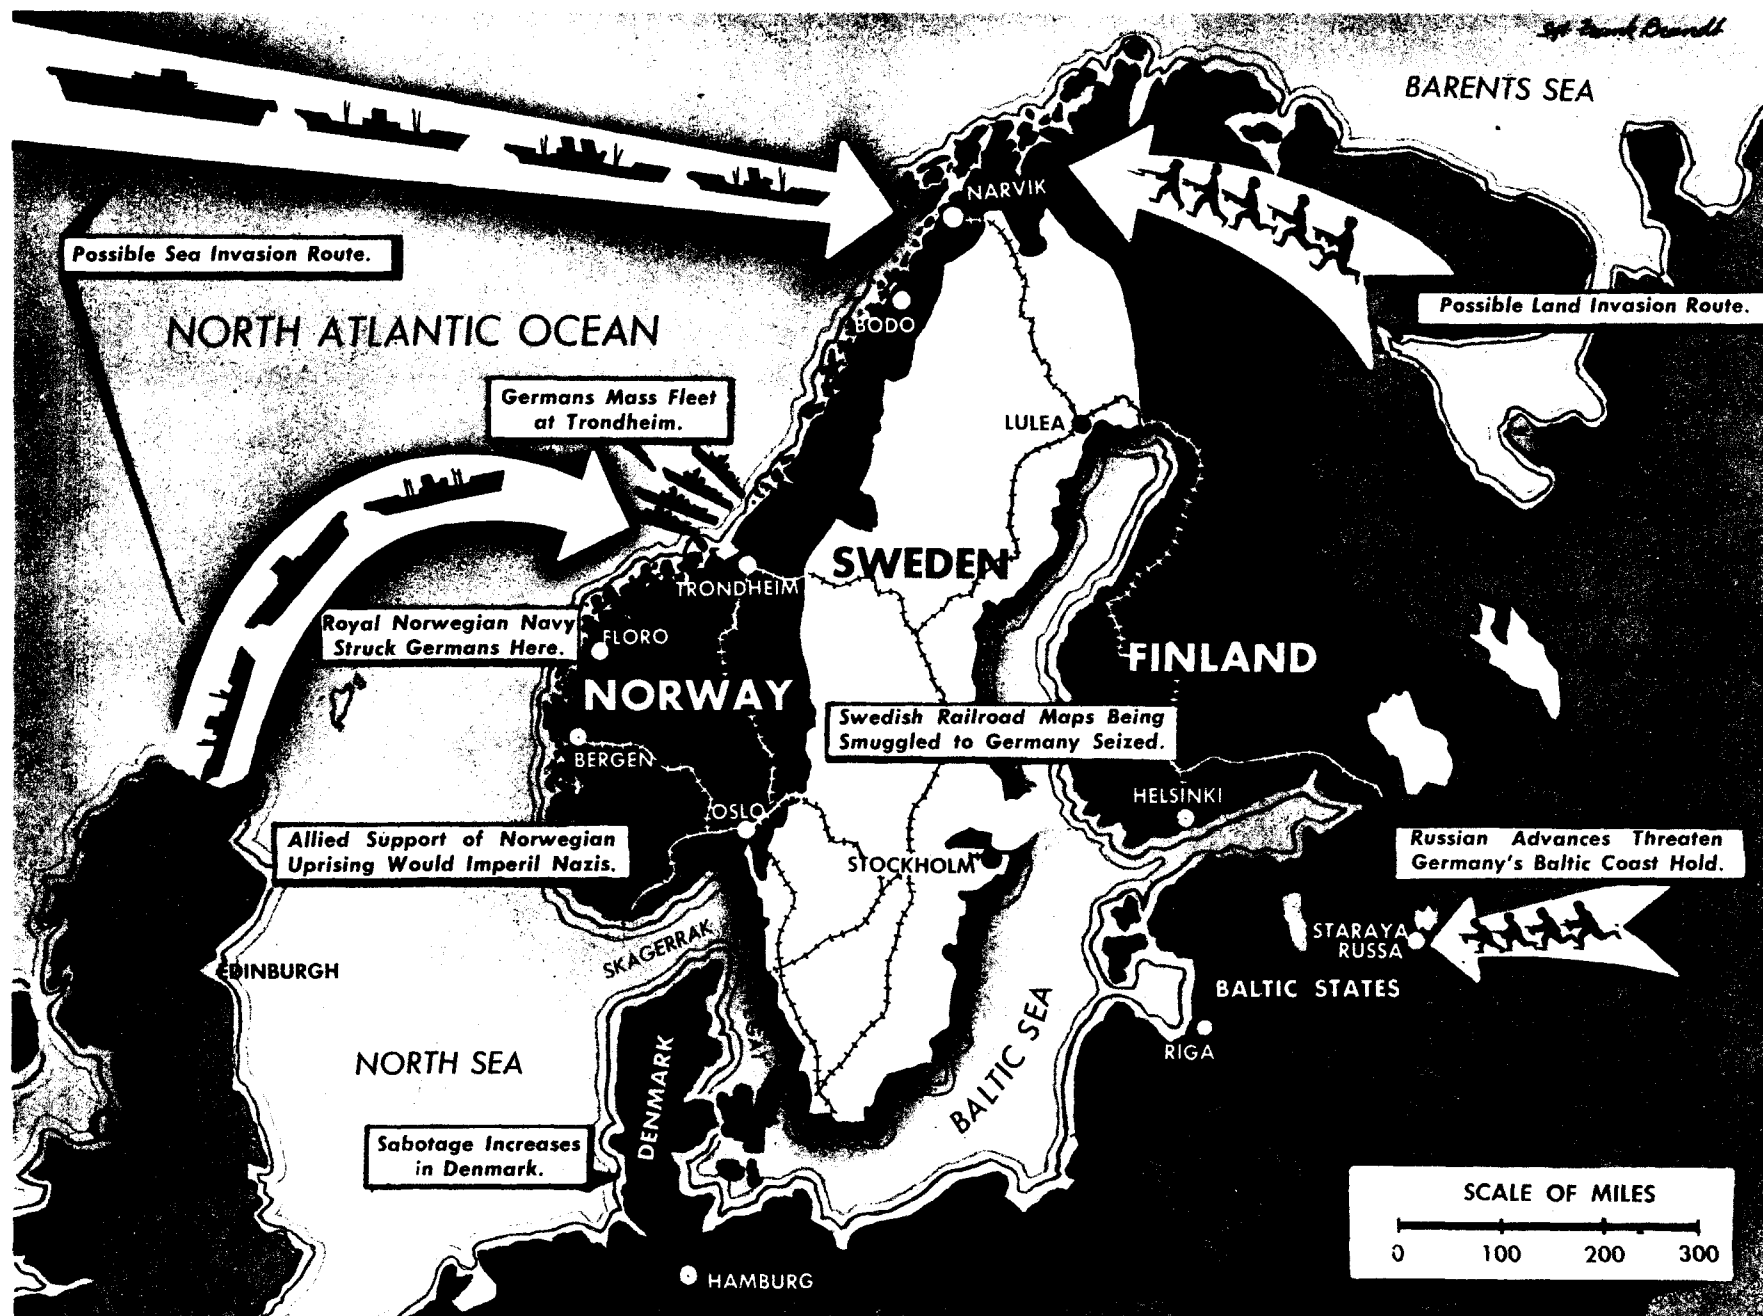 Sgt Frank Brandt
BARENTS SEA
NARVIK
Possible Sea Invasion Route.
Possible Land Invasion Route.
NORTH ATLANTIC OCEAN
BODO
Germans Mass Fleet
at Trondheim.
LULEA
SWEDEN
TRONDHEIM
Royal Norwegian Navy
Struck Germans Here.
FLORO
FINLAND
NORWAY
Swedish Railroad Maps Being
Smuggled to Germany Seized.
BERGEN
HELSINKI
OSLO
Allied Support of Norwegian
Uprising Would Imperil Nazis.
STOCKHOLM
Russian Advances Threaten
Germany's Baltic Coast Hold.
STARAYA
RUSSA
SKAGERRAK
EDINBURGH
BALTIC STATES
BALTIC SEA
RIGA
NORTH SEA
DENMARK
Sabotage Increases
in Denmark.
SCALE OF MILES
0 100 200 300
HAMBURG